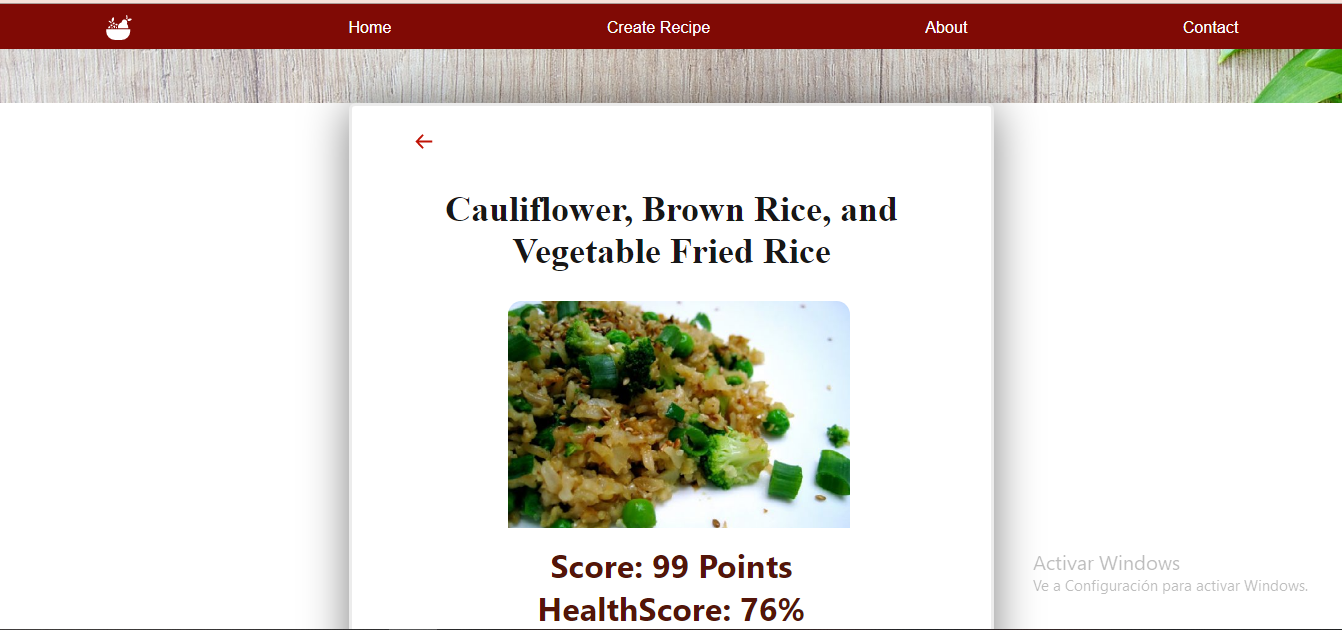 Home
Create Recipe
About
Contact
Cauliflower, Brown Rice, and
Vegetable Fried Rice
Score: 99 Points
HealthScore: 76%
Activar Windows
Ve a Configuración para activar Windows.